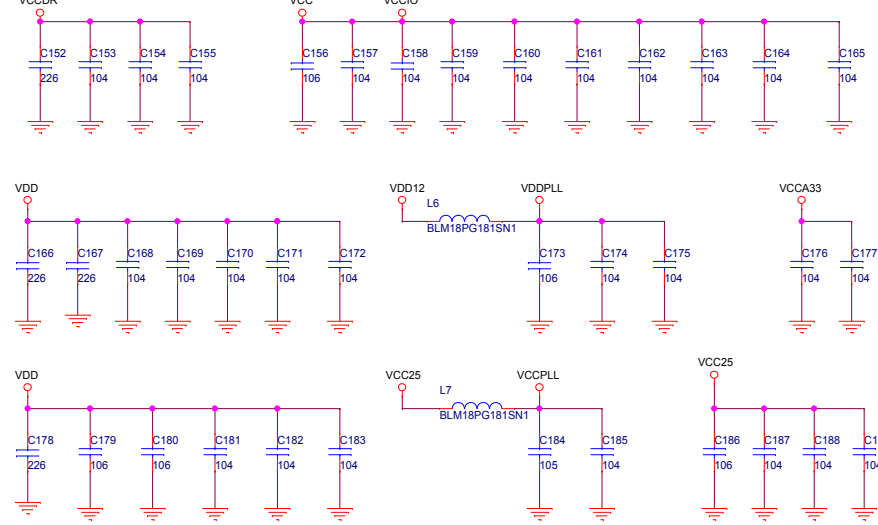 VCCDR VCC VCCIO
C152 C153 C154 C155 C156 C157 C158 C159 C160 C161 C162 C163 C164 C165
226 104 104 104 106 104 104 104 104 104 104 104 104 104
VDD VDD12 VDDPLL VCCA33
L6
BLM18PG181SN1
C166 C167 C168 C169 C170 C171 C172 C173 C174 C175 C176 C177
226 226 104 104 104 104 104 106 104 104 104 104
VDD VCC25 VCCPLL VCC25
L7
BLM18PG181SN1
C178 C179 C180 C181 C182 C183 C184 C185 C186 C187 C188
226 106 106 104 104 104 105 104 106 104 104 104